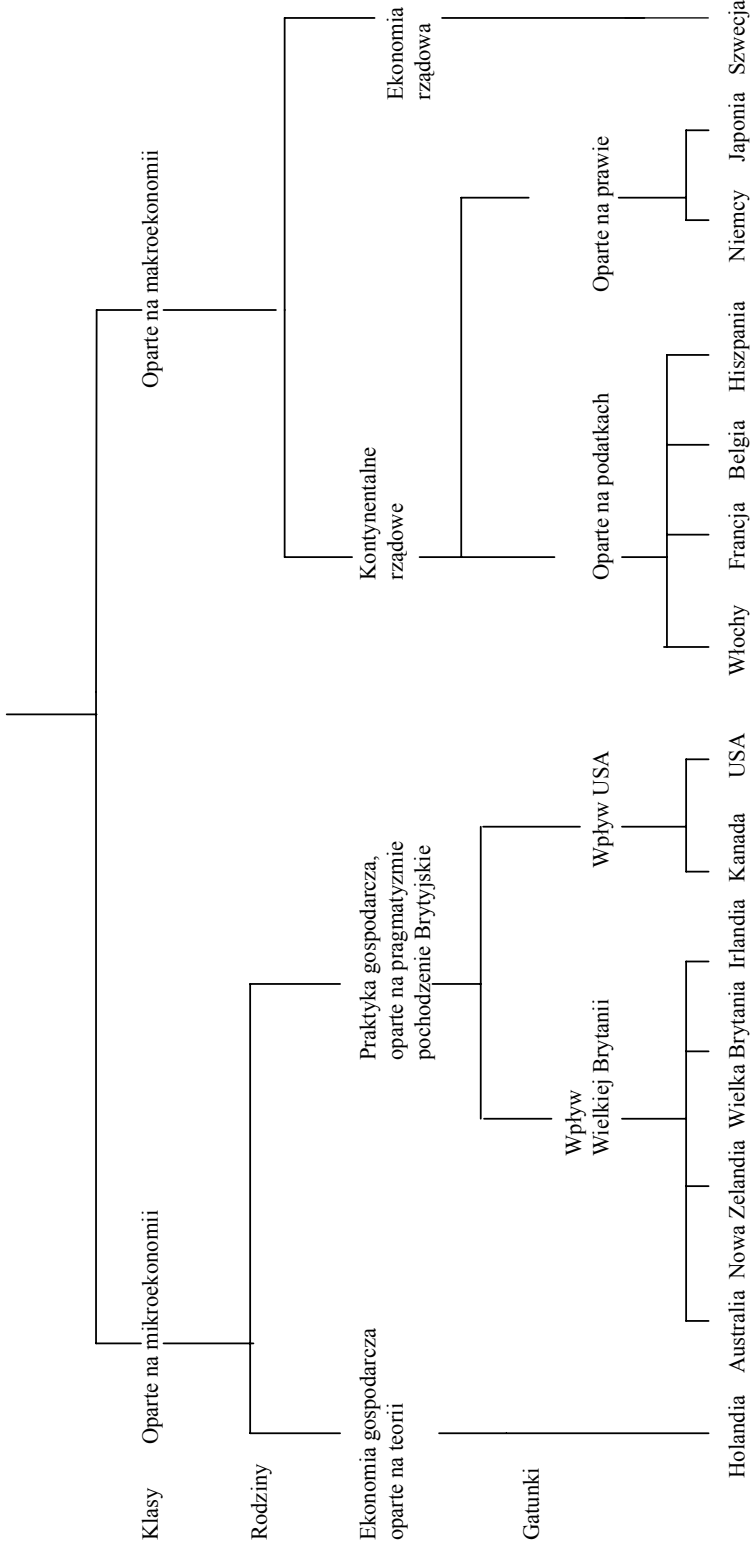 Klasy
Oparte na mikroekonomii
Oparte na makroekonomii
Rodziny
Ekonomia gospodarcza
oparte na teorii
Praktyka gospodarcza,
oparte na pragmatyzmie
pochodzenie Brytyjskie
Kontynentalne
rządowe
Ekonomia
rządowa
Gatunki
Wpływ
Wielkiej Brytanii
Wpływ USA
Oparte na podatkach
Oparte na prawie
Holandia
Australia
Nowa Zelandia
Wielka Brytania
Irlandia
Kanada
USA
Włochy
Francja
Belgia
Hiszpania
Niemcy
Japonia
Szwecja